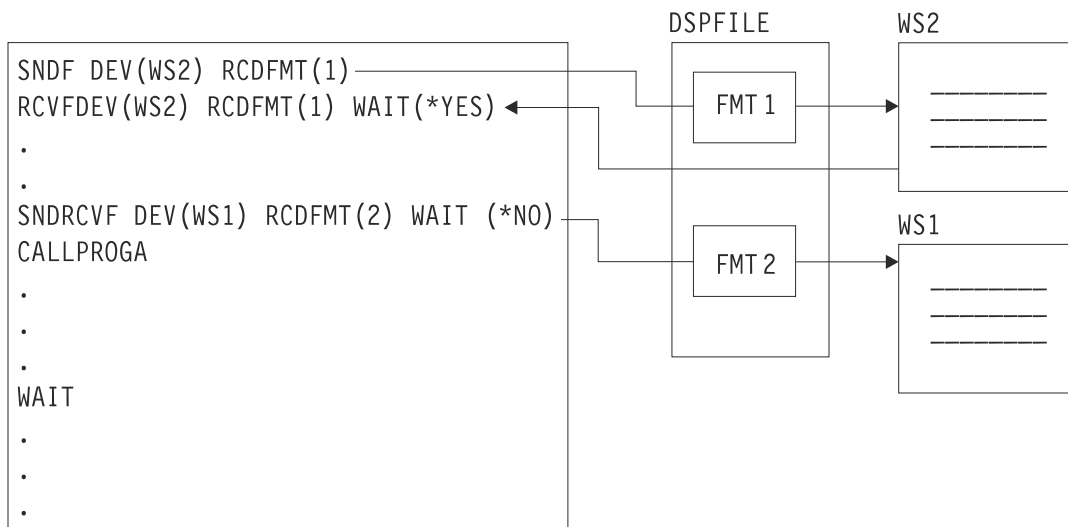 DSPFILE
WS2
SNDF DEV(WS2) RCDFMT(1)
RCVFDEV(WS2) RCDFMT(1) WAIT(*YES)
.
.
SNDRCVF DEV(WS1) RCDFMT(2) WAIT (*NO)
CALLPROGA
.
.
.
WAIT
.
.
.
FMT 1
FMT 2
WS1